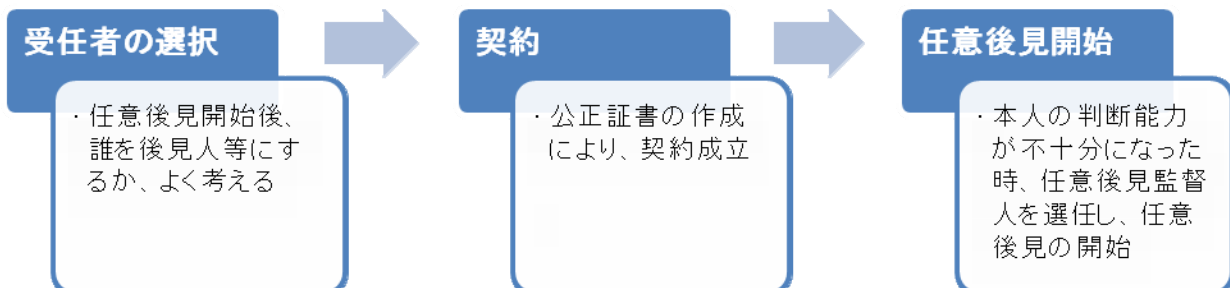 受任者の選択
・任意後見開始後、
誰を後見人等にす
るか、よく考える
契約
・公正証書の作成
により、契約成立
任意後見開始
・本人の判断能力
が不十分になった
時、任意後見監督
人を選任し、任意
後見の開始